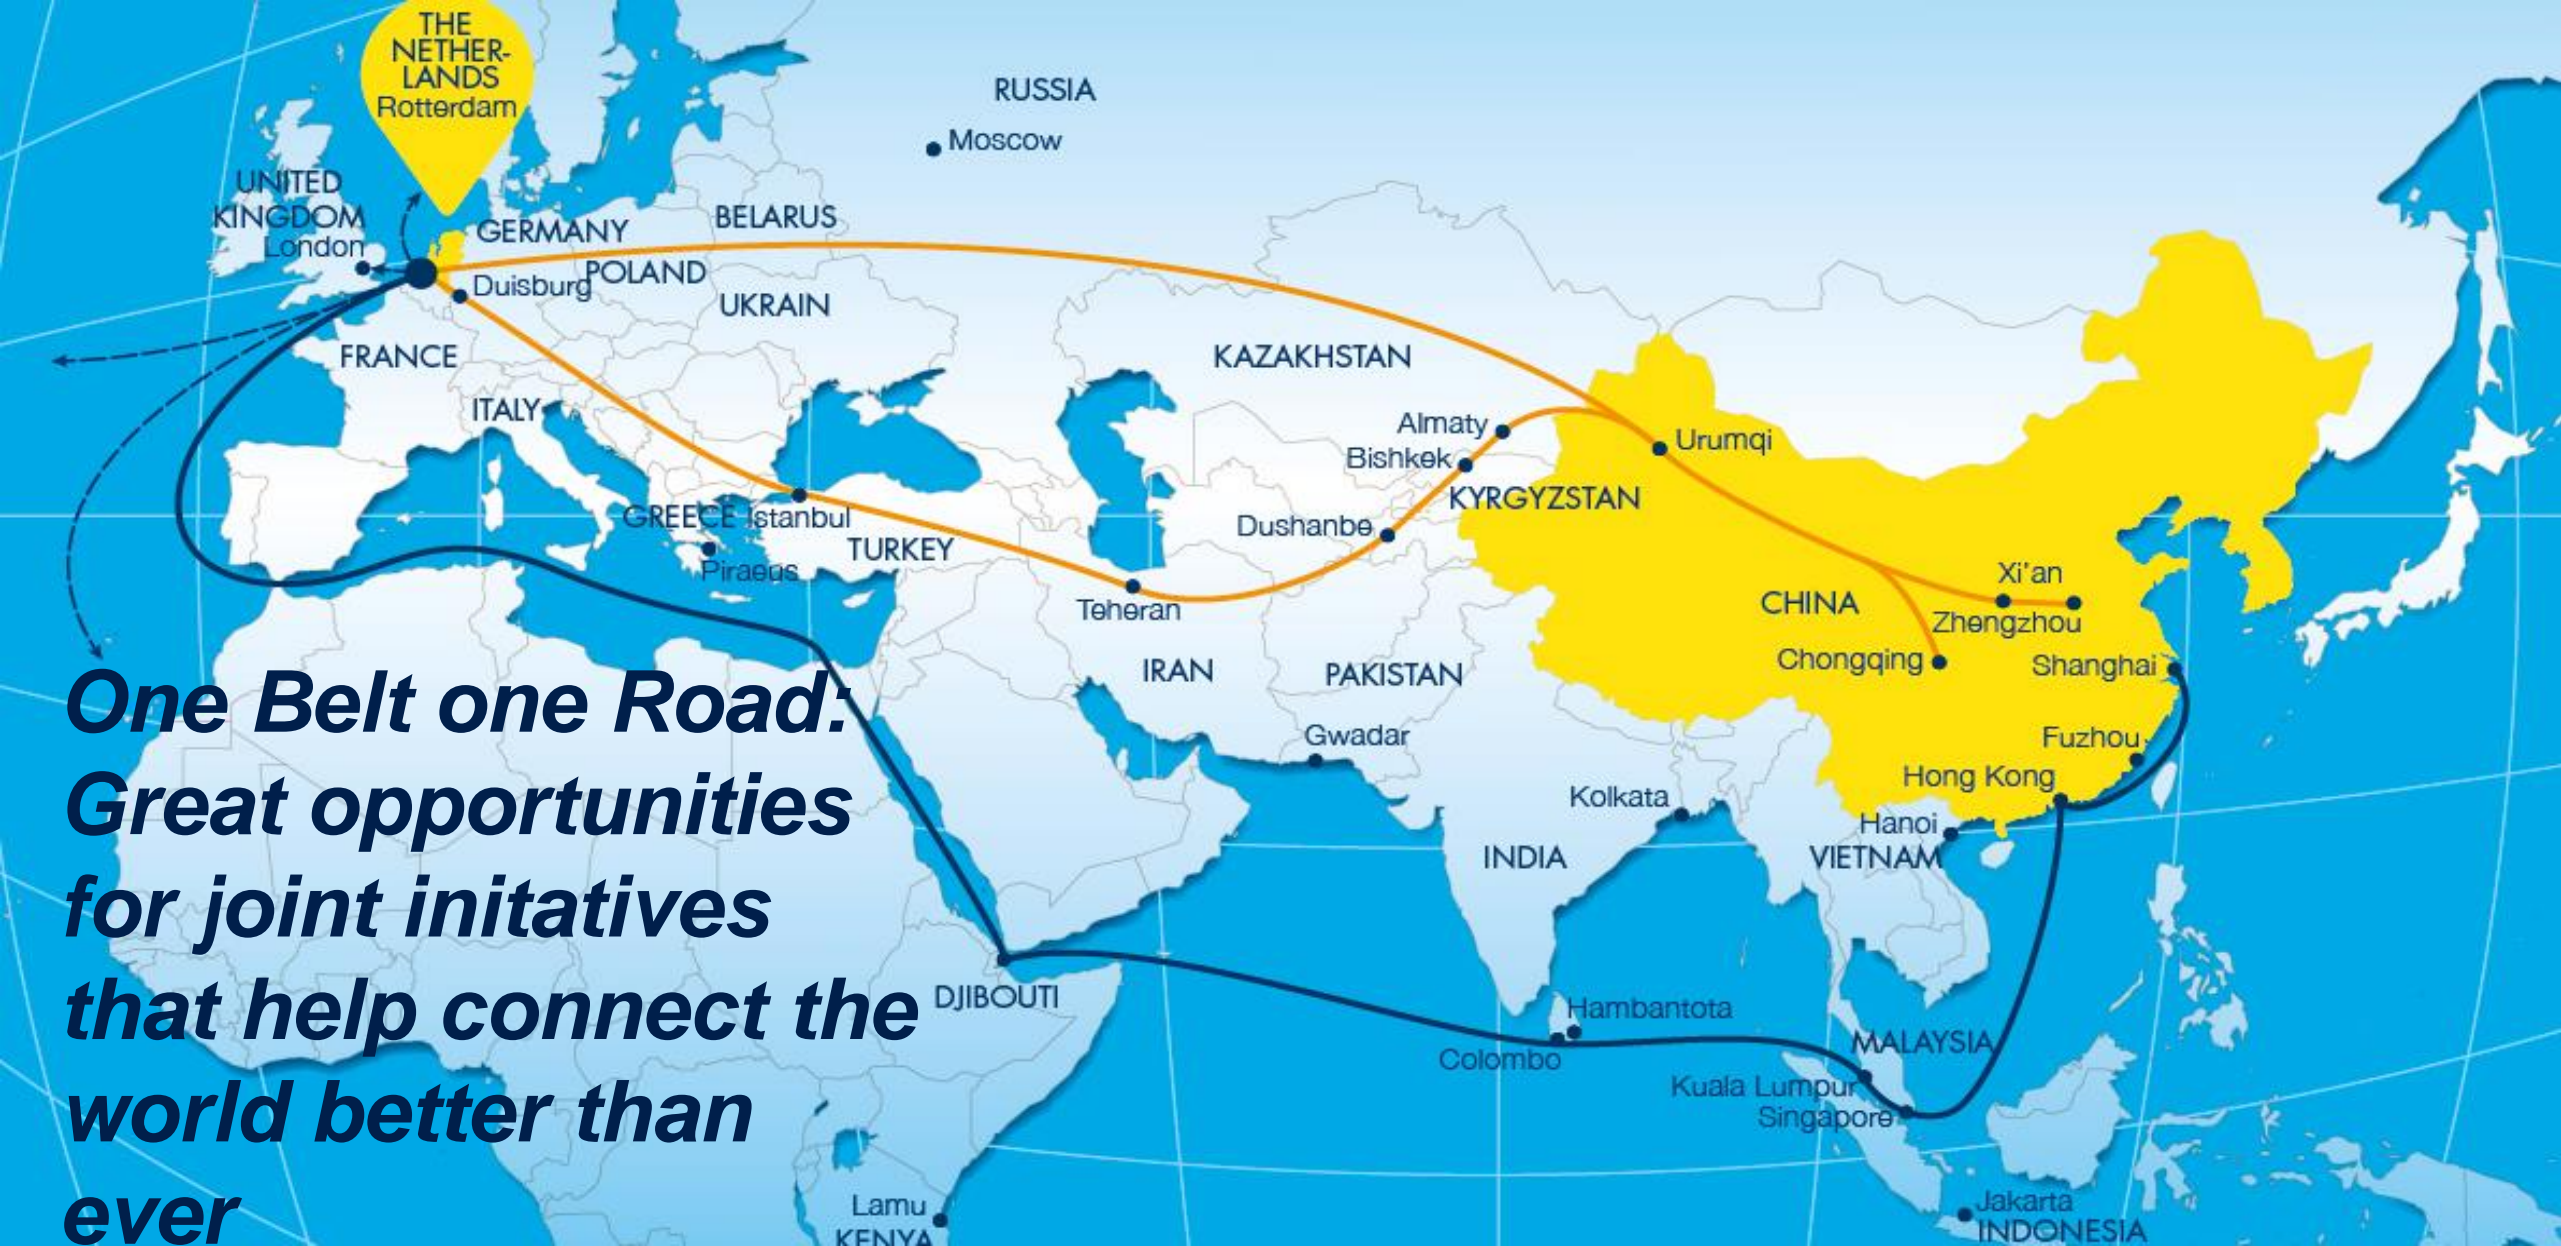 THE
NETHER-
LANDS
Rotterdam
RUSSIA
Moscow
UNITED
KINGDOM
London
GERMANY
BELARUS
Duisburg
POLAND
UKRAIN
FRANCE
KAZAKHSTAN
ITALY
Almaty
Urumqi
Bishkek
KYRGYZSTAN
GREECE
Istanbul
Dushanbe
TURKEY
Piraeus
Teheran
Xi'an
CHINA
Zhengzhou
IRAN
PAKISTAN
Chongqing
Shanghai
Gwadar
Fuzhou
Hong Kong
Kolkata
Hanoi
INDIA
VIETNAM
One Belt one Road:
Great opportunities
for joint initatives
that help connect the
world better than
ever
DJIBOUTI
Hambantota
Colombo
MALAYSIA
Kuala Lumpur
Singapore
Lamu
KENYA
Jakarta
INDONESIA